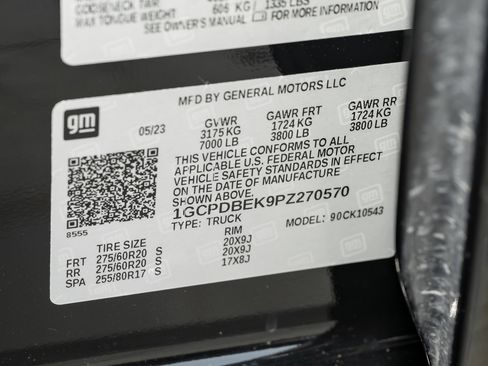 GOOSENECK TWR
MAX TONGUE WEIGHT 605 KG / 1335 LBS
SEE OWNER'S MANUAL FOR MORE INFORMATION
MFD BY GENERAL MOTORS LLC
gm
05/23
GVWR GAWR FRT GAWR RR
3175 KG 1724 KG 1724 KG
7000 LB 3800 LB 3800 LB
THIS VEHICLE CONFORMS TO ALL
APPLICABLE U.S. FEDERAL MOTOR
VEHICLE SAFETY STANDARDS IN EFFECT
ON THE DATE OF MANUFACTURE
SHOWN ABOVE.
1GCPDBEK9PZ270570
TYPE: TRUCK MODEL: 90CK10543
8555
TIRE SIZE RIM
FRT 275/60R20 S 20X9J
RR 275/60R20 S 20X9J
SPA 255/80R17 S 17X8J